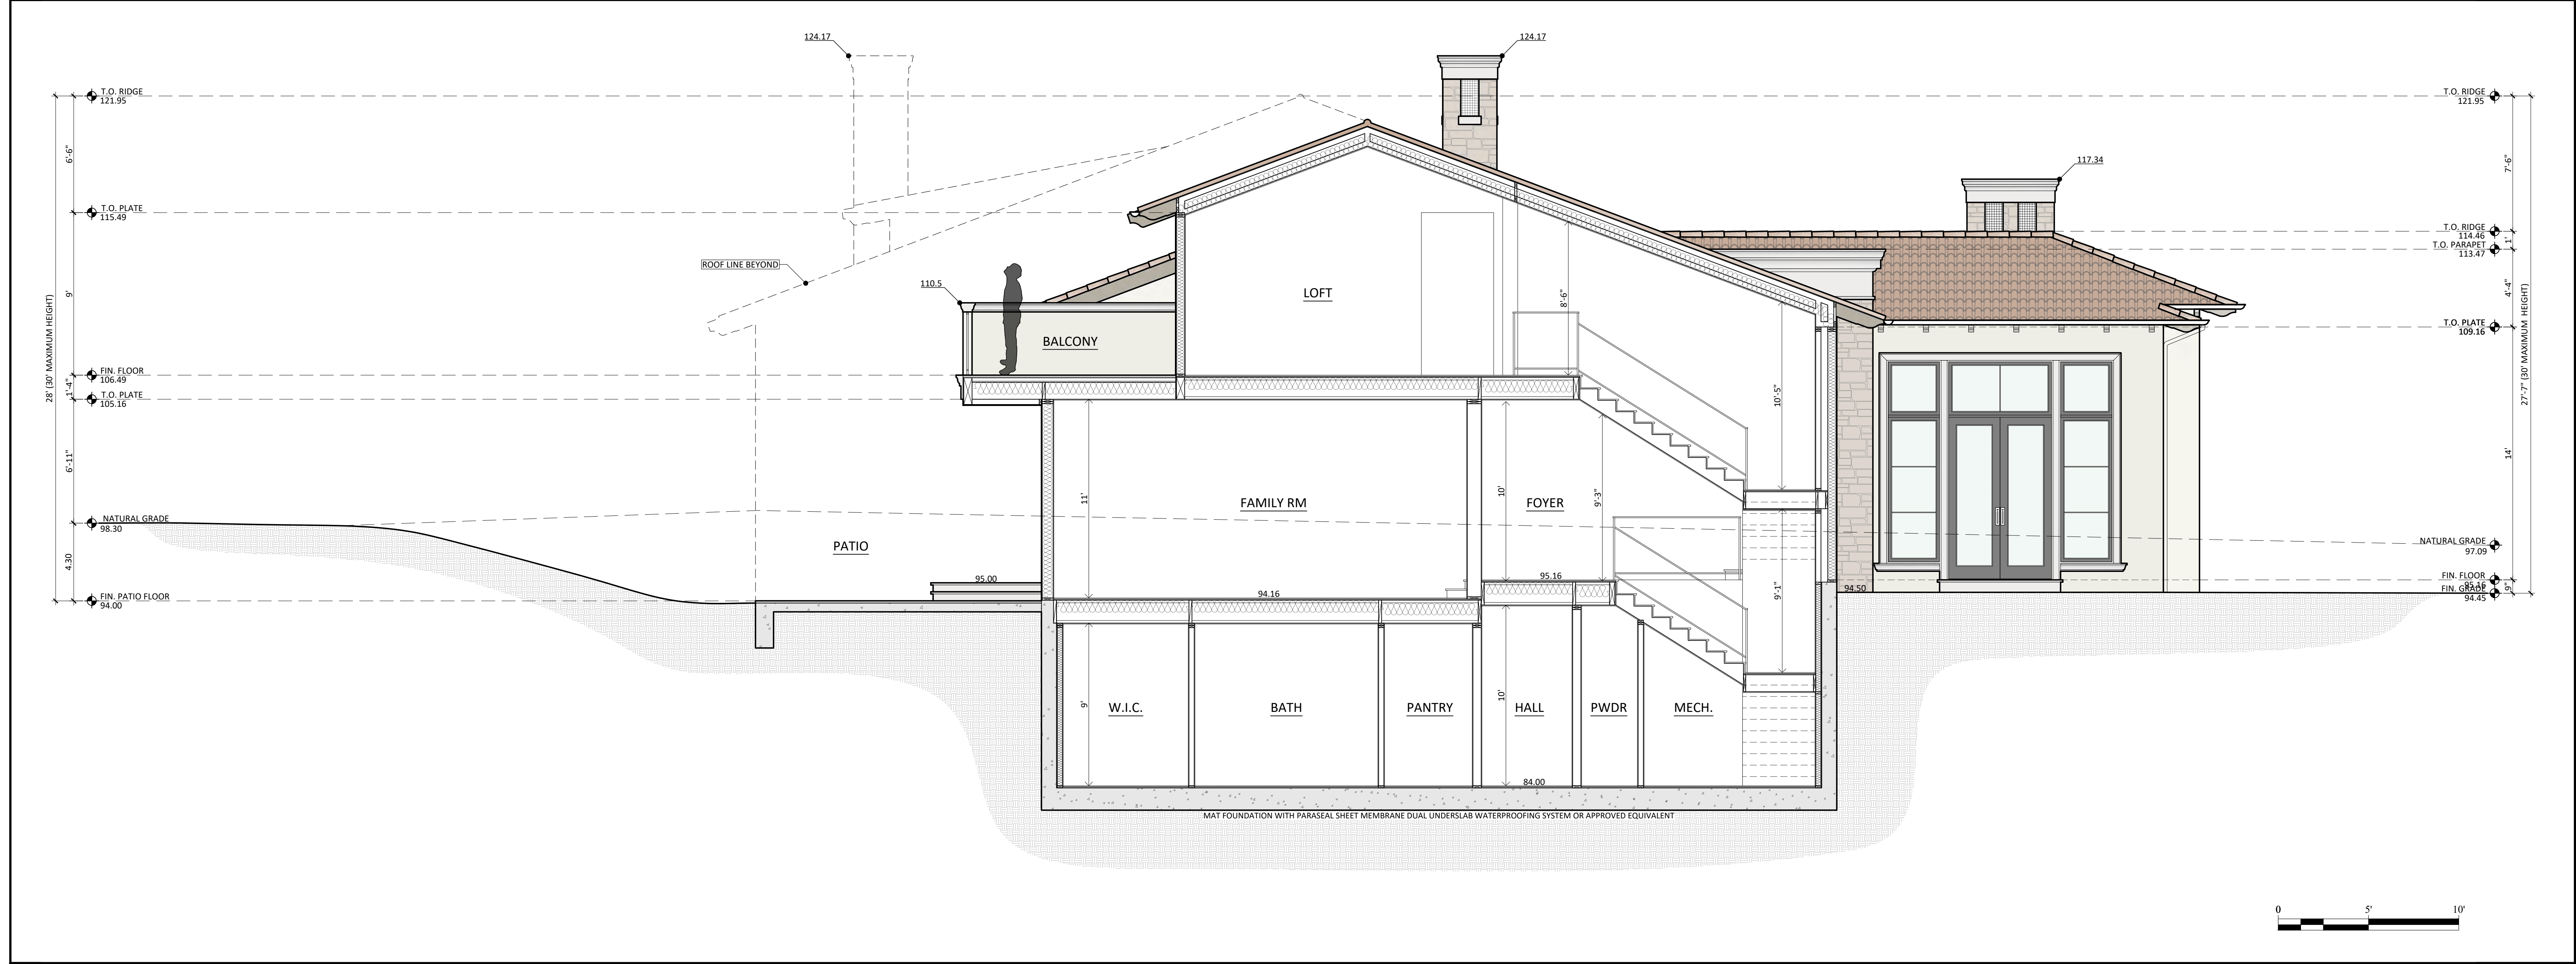 124.17
124.17
T.O. RIDGE
121.95
T.O. RIDGE
121.95
6'-6"
7'-6"
117.34
T.O. PLATE
115.49
T.O. RIDGE
114.46
1'
T.O. PARAPET
113.47
ROOF LINE BEYOND
110.5
LOFT
8'-6"
9'
4'-4"
28' (30' MAXIMUM HEIGHT)
27'-7" (30' MAXIMUM HEIGHT)
T.O. PLATE
109.16
BALCONY
FIN. FLOOR
106.49
1'-4"
T.O. PLATE
105.16
10'-5"
6'-11"
14'
11'
FAMILY RM
10'
FOYER
9'-3"
NATURAL GRADE
98.30
PATIO
NATURAL GRADE
97.09
4.30
95.00
95.16
94.16
9'-1"
94.50
FIN. FLOOR
95.16
FIN. GRADE
94.45
9"
FIN. PATIO FLOOR
94.00
9'
W.I.C.
BATH
PANTRY
10'
HALL
PWDR
MECH.
84.00
MAT FOUNDATION WITH PARASEAL SHEET MEMBRANE DUAL UNDERSLAB WATERPROOFING SYSTEM OR APPROVED EQUIVALENT
0 5' 10'